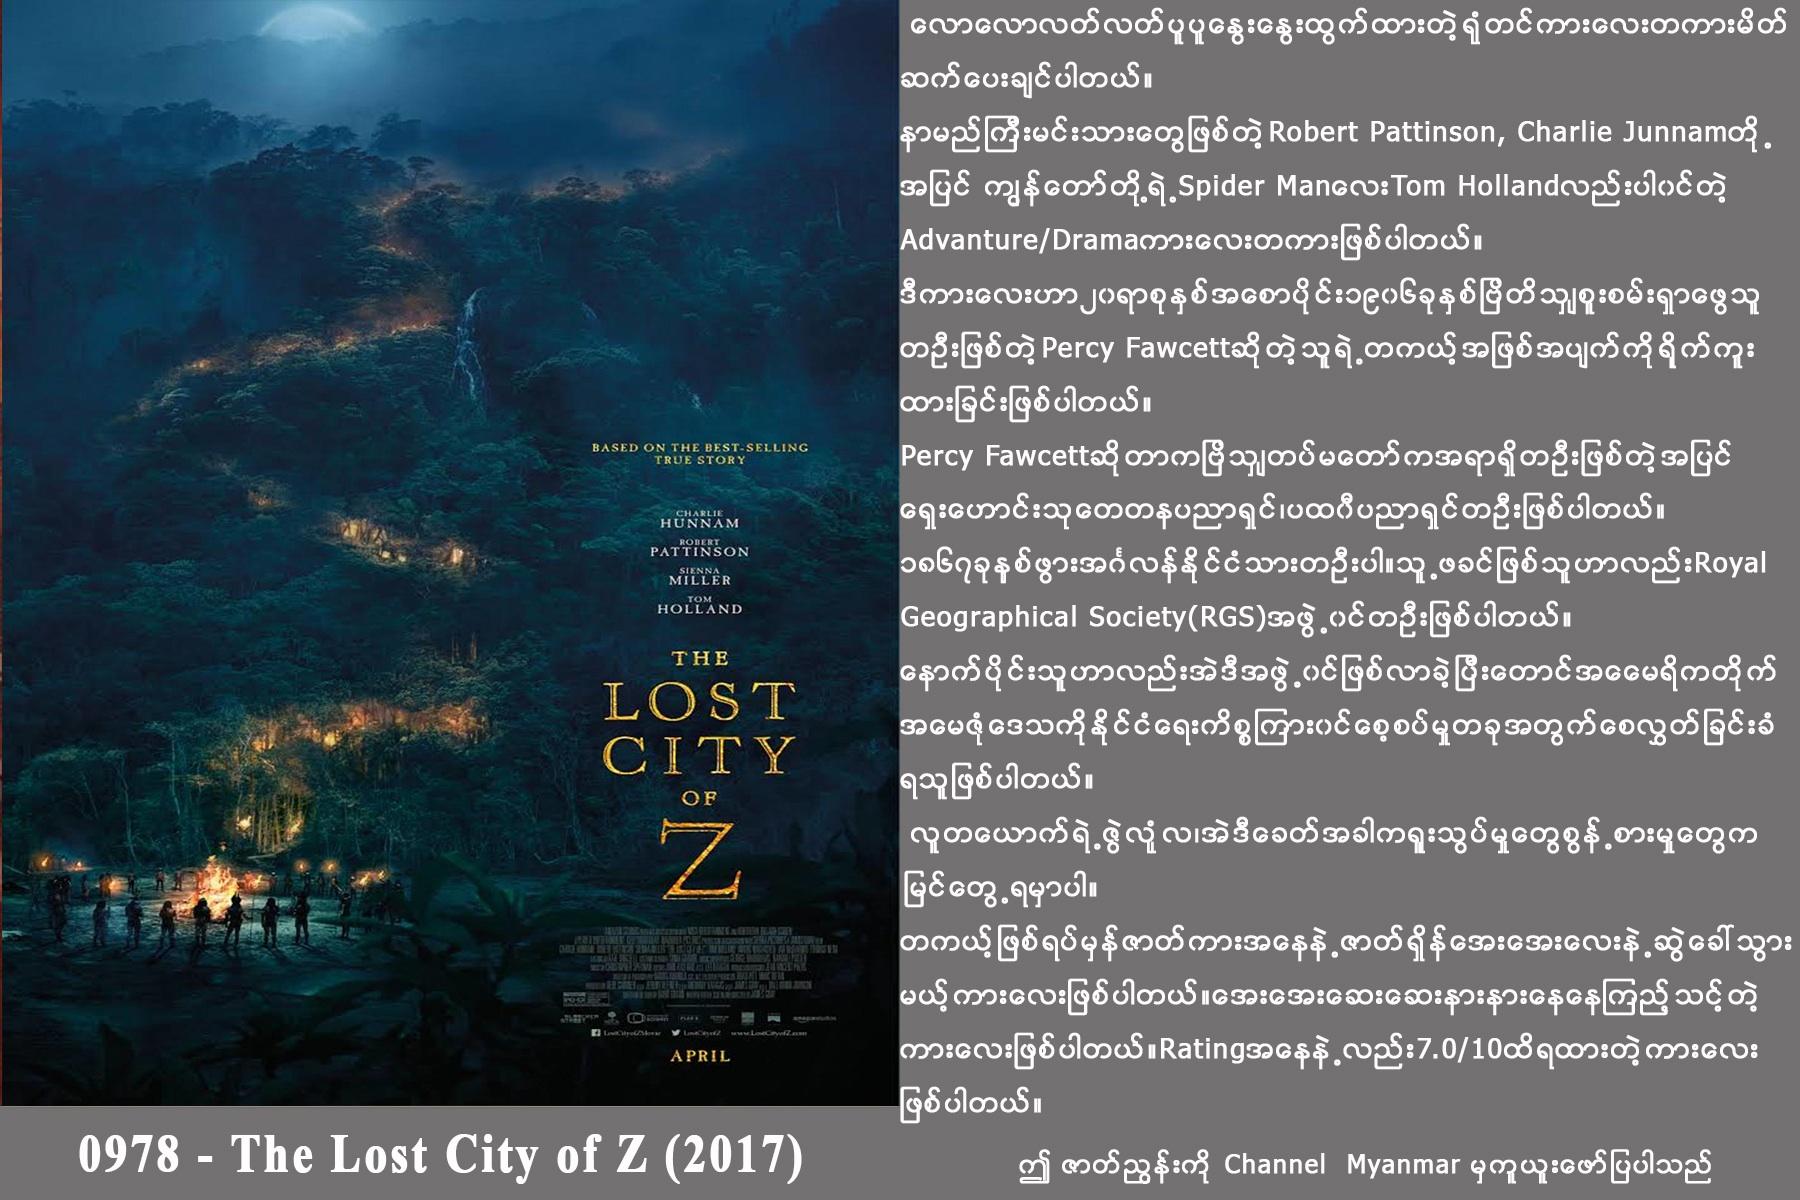 BASED ON THE BEST-SELLING
TRUE STORY
CHARLIE
HUNNAM
ROBERT
PATTINSON
SIENNA
MILLER
TOM
HOLLAND
THE
LOST
CITY
OF
Z
LostCityofZMovie LostCityofZ www.LostCityofZ.com
APRIL
0978 - The Lost City of Z (2017)
လောလောလတ်လတ်ပူပူနွေးနွေးထွက်ထားတဲ့ရုံတင်ကားလေးတကားမိတ်
ဆက်ပေးချင်ပါတယ်။
နာမည်ကြီးမင်းသားတွေဖြစ်တဲ့Robert Pattinson, Charlie Junnamတို့
အပြင် ကျွန်တော်တို့ရဲ့Spider ManလေးTom Hollandလည်းပါ၀င်တဲ့
Advanture/Dramaကားလေးတကားဖြစ်ပါတယ်။
ဒီကားလေးဟာ၂၀ရာစုနှစ်အစောပိုင်း၁၉၀၆ခုနှစ်ဗြိတိသျှစူးစမ်းရှာဖွေသူ
တဦးဖြစ်တဲ့Percy Fawcettဆိုတဲ့သူရဲ့တကယ့်အဖြစ်အပျက်ကိုရိုက်ကူး
ထားခြင်းဖြစ်ပါတယ်။
Percy Fawcettဆိုတာကဗြိသျှတပ်မတော်ကအရာရှိတဦးဖြစ်တဲ့အပြင်
ရှေးဟောင်းသုတေတနပညာရှင်၊ပထဂီပညာရှင်တဦးဖြစ်ပါတယ်။
၁၈၆၇ခုနှစ်ဖွားအင်္ဂလန်နိုင်ငံသားတဦးပါ။သူ့ဖခင်ဖြစ်သူဟာလည်းRoyal
Geographical Society(RGS)အဖွဲ့၀င်တဦးဖြစ်ပါတယ်။
နောက်ပိုင်းသူဟာလည်းအဲဒီအဖွဲ့၀င်ဖြစ်လာခဲ့ပြီးတောင်အမေရိကတိုက်
အမေဇုံဒေသကိုနိုင်ငံရေးကိစ္စကြား၀င်စေ့စပ်မှုတခုအတွက်စေလွှတ်ခြင်းခံ
ရသူဖြစ်ပါတယ်။
လူတယောက်ရဲ့ဇွဲလုံ့လ၊အဲဒီခေတ်အခါကရူးသွပ်မှုတွေစွန့်စားမှုတွေက
မြင်တွေ့ရမှာပါ။
တကယ့်ဖြစ်ရပ်မှန်ဇာတ်ကားအနေနဲ့ဇာတ်ရှိန်အေးအေးလေးနဲ့ဆွဲခေါ်သွား
မယ့်ကားလေးဖြစ်ပါတယ်။အေးအေးဆေးဆေးနားနားနေနေကြည့်သင့်တဲ့
ကားလေးဖြစ်ပါတယ်။Ratingအနေနဲ့လည်း7.0/10ထိရထားတဲ့ကားလေး
ဖြစ်ပါတယ်။
ဤ ဇာတ်ညွှန်းကို Channel Myanmar မှကူယူးဖော်ပြပါသည်